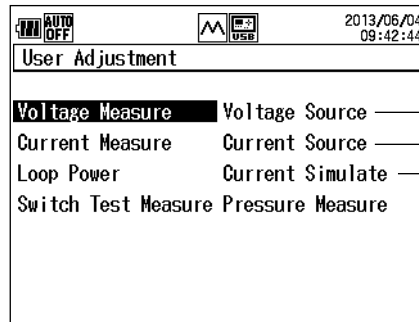 AUTO OFF USB 2013/06/04
09:42:44
User Adjustment
Voltage Measure Voltage Source
Current Measure Current Source
Loop Power Current Simulate
Switch Test Measure Pressure Measure